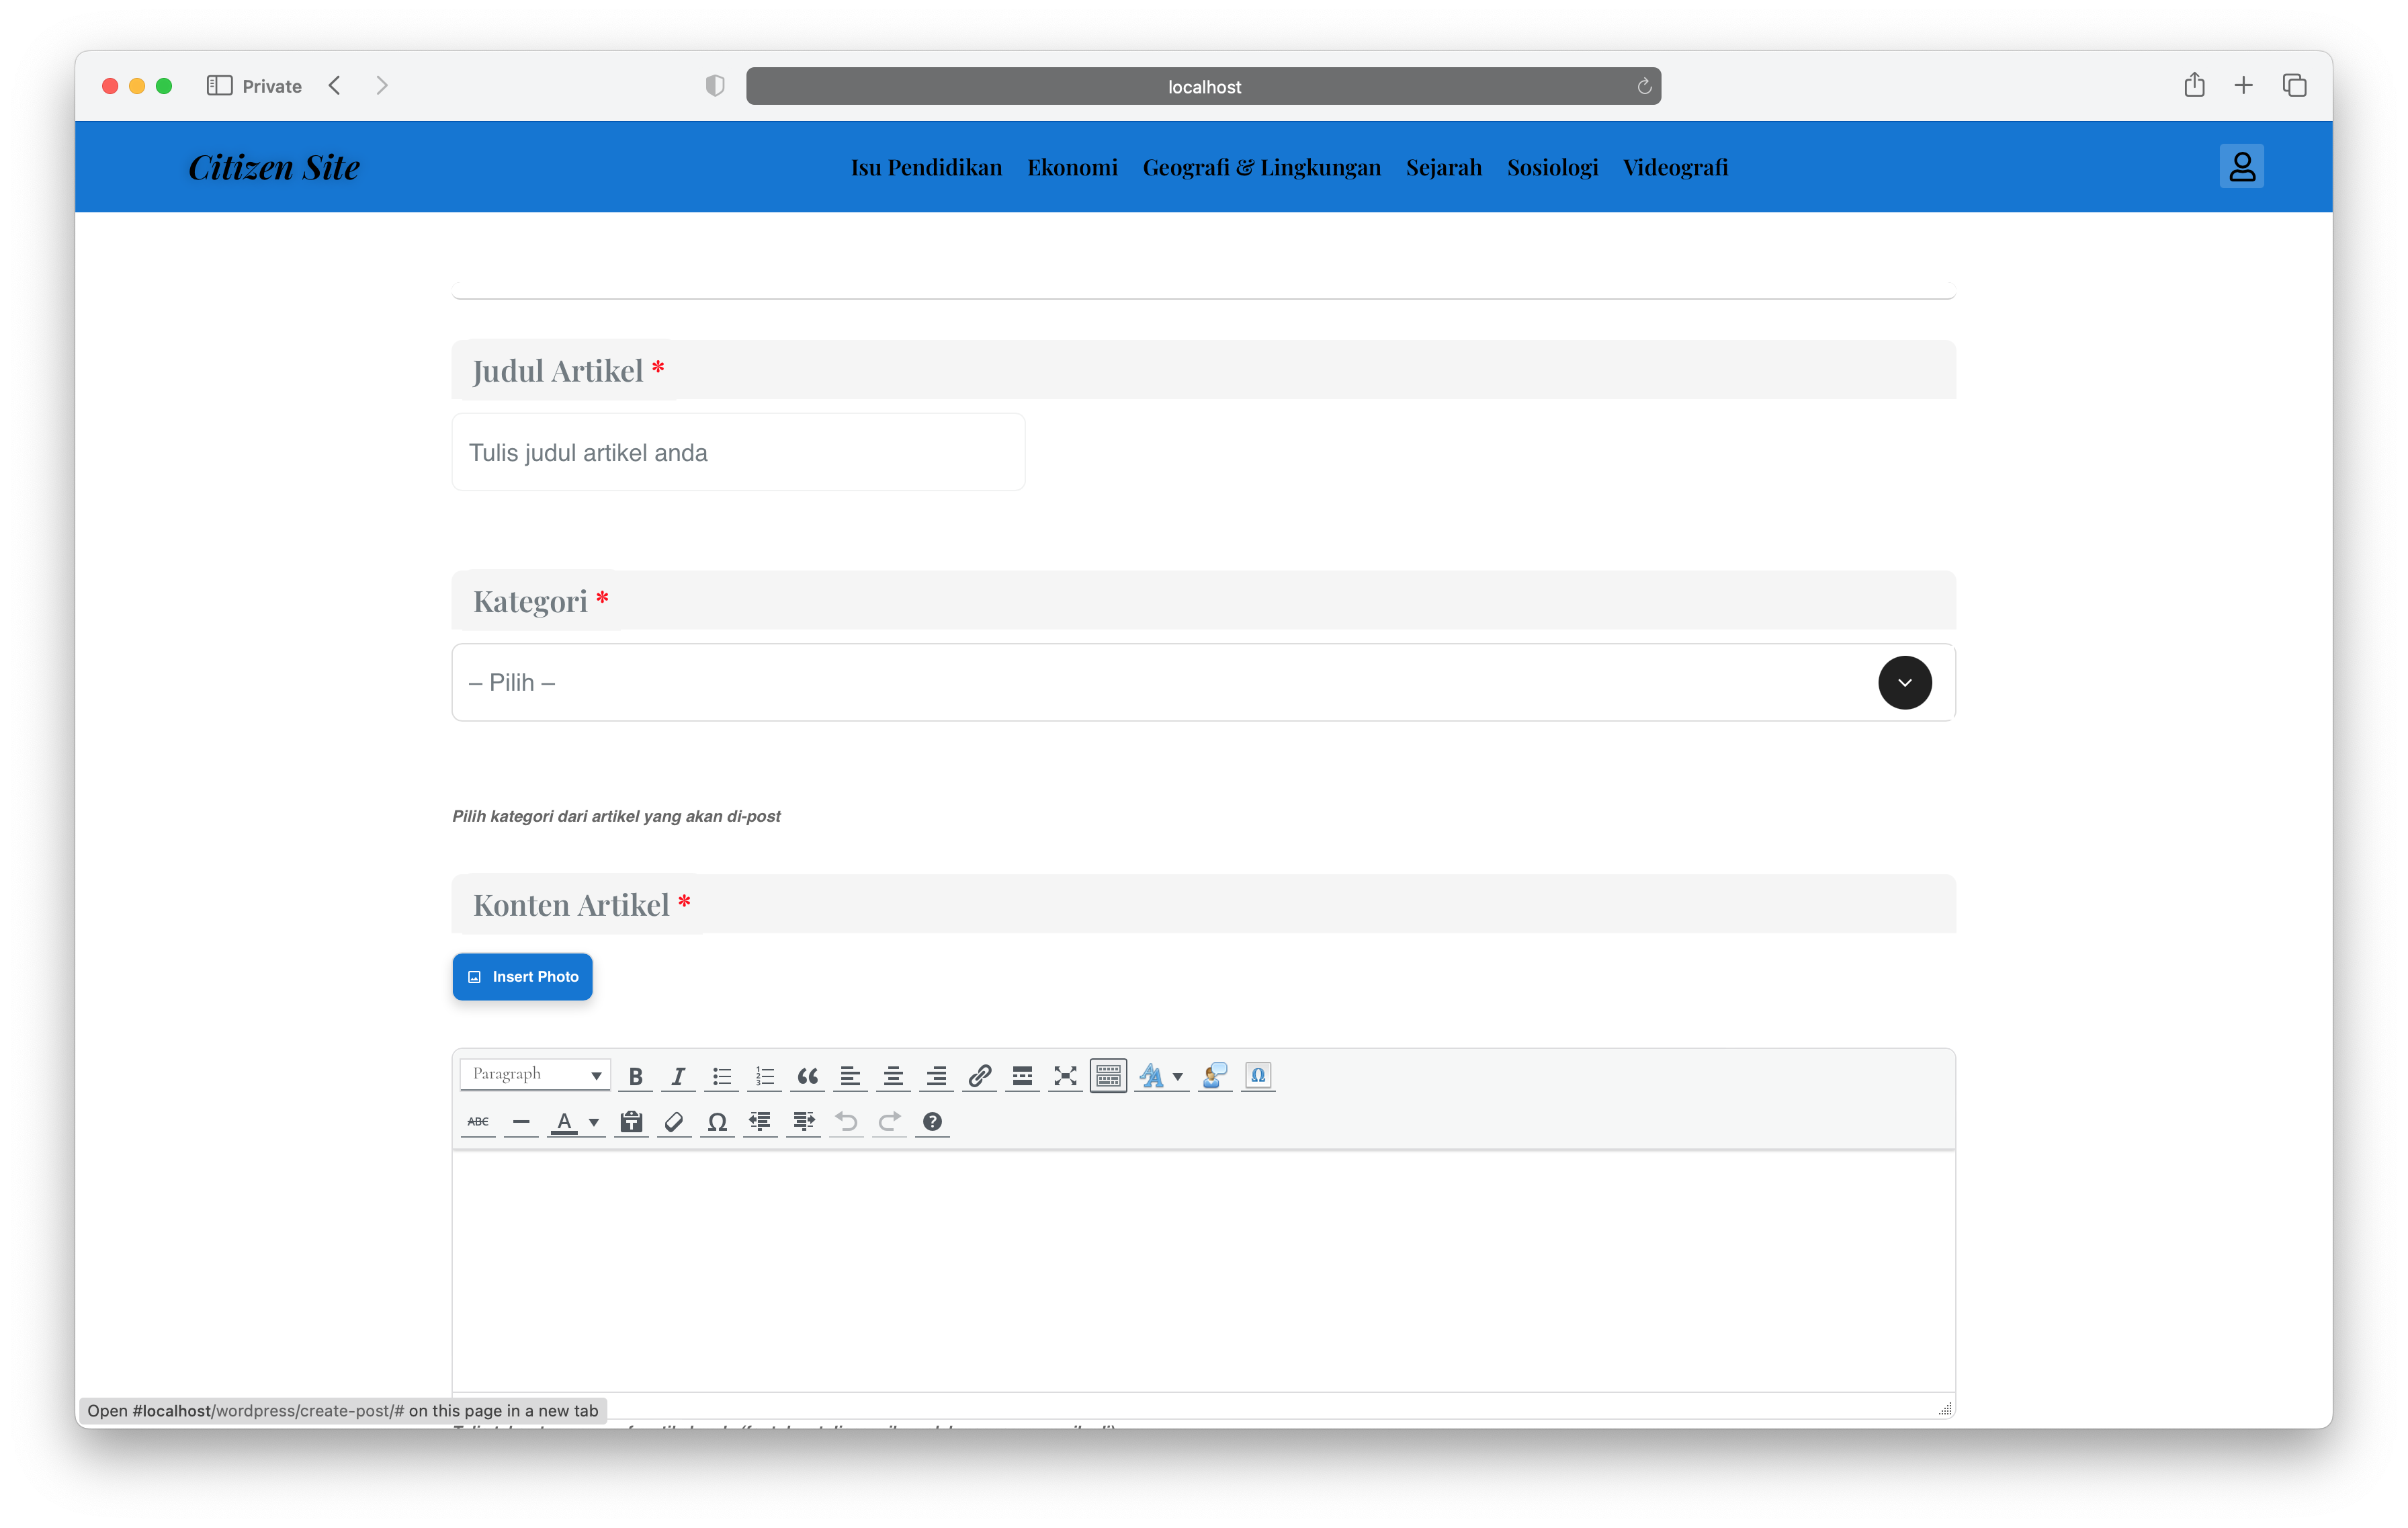 Private
localhost
Citizen Site
Isu Pendidikan Ekonomi Geografi & Lingkungan Sejarah Sosiologi Videografi
Judul Artikel *
Tulis judul artikel anda
Kategori *
– Pilih –
Pilih kategori dari artikel yang akan di-post
Konten Artikel *
Insert Photo
Paragraph
ABC
Open #localhost/wordpress/create-post/# on this page in a new tab